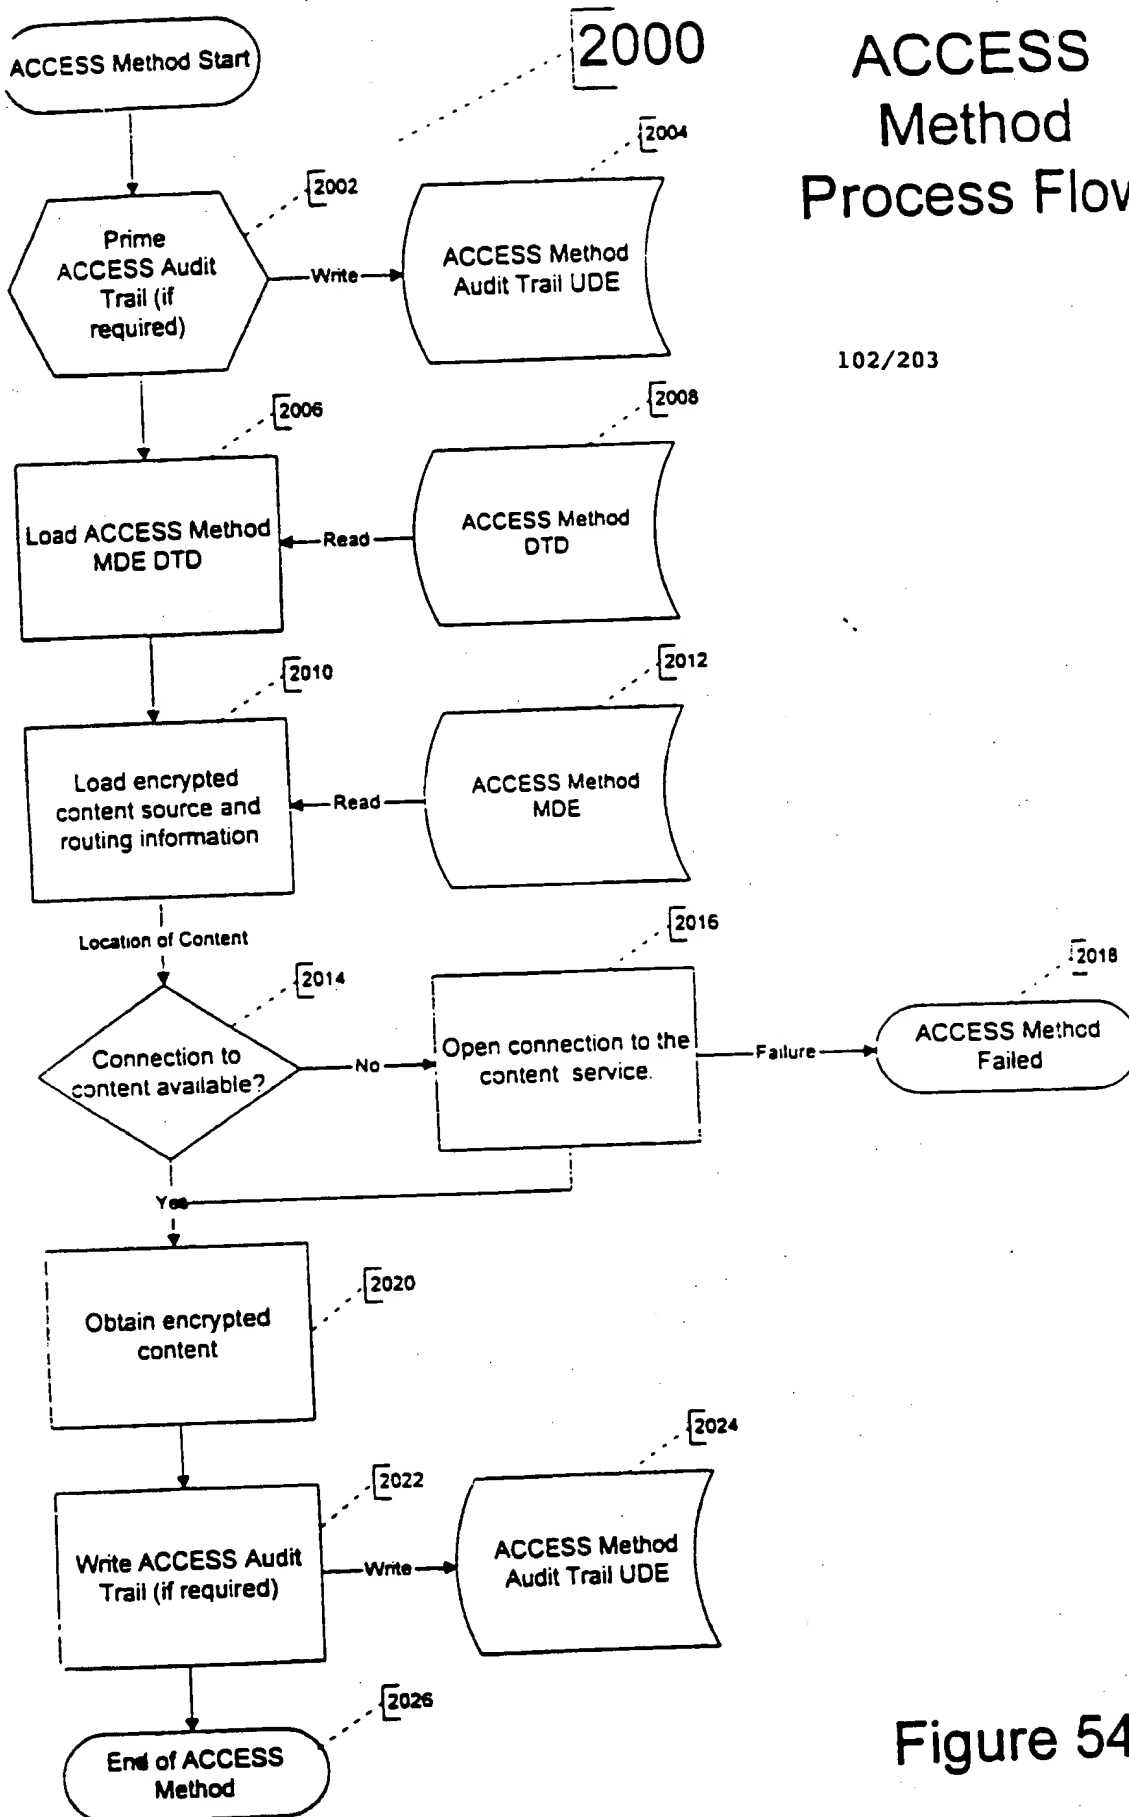 2000
ACCESS
Method
Process Flow
ACCESS Method Start
2002
2004
Prime
ACCESS Audit
Trail (if
required)
Write
ACCESS Method
Audit Trail UDE
102/203
2006
2008
Load ACCESS Method
MDE DTD
Read
ACCESS Method
DTD
2010
2012
Load encrypted
content source and
routing information
Read
ACCESS Method
MDE
Location of Content
2014
2016
2018
Connection to
content available?
No
Open connection to the
content service.
Failure
ACCESS Method
Failed
Yes
2020
Obtain encrypted
content
2022
2024
Write ACCESS Audit
Trail (if required)
Write
ACCESS Method
Audit Trail UDE
2026
End of ACCESS
Method
Figure 54